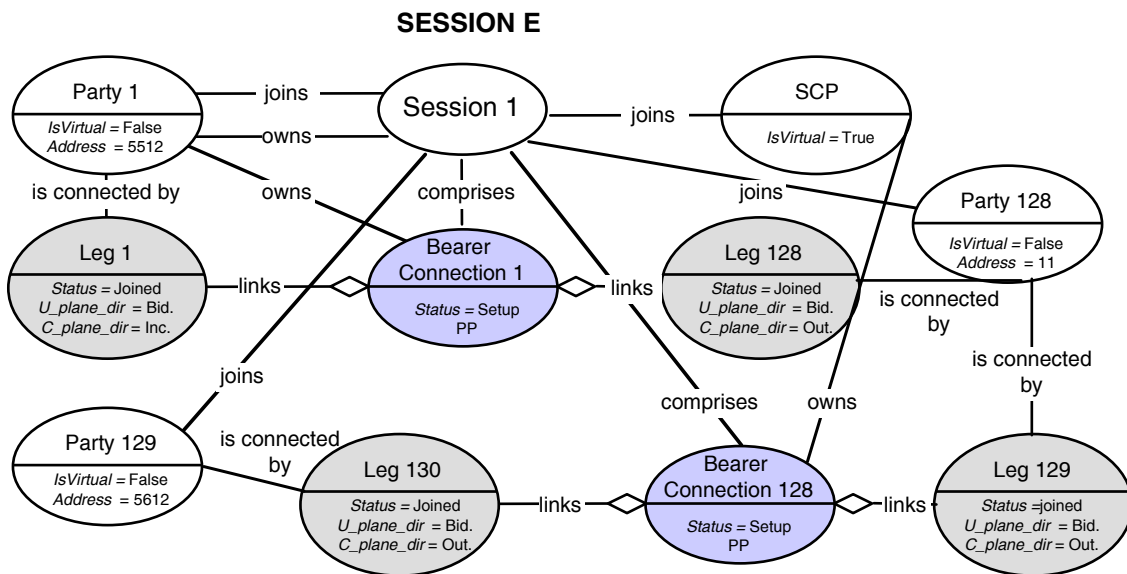 SESSION E
Party 1
IsVirtual = False
Address = 5512
joins
owns
owns
Session 1
joins
SCP
IsVirtual = True
is connected by
comprises
joins
Party 128
IsVirtual = False
Address = 11
Leg 1
Status = Joined
U_plane_dir = Bid.
C_plane_dir = Inc.
links
Bearer
Connection 1
Status = Setup
PP
links
Leg 128
Status = Joined
U_plane_dir = Bid.
C_plane_dir = Out.
is connected
by
is connected
by
joins
comprises
owns
Party 129
IsVirtual = False
Address = 5612
is connected
by
Leg 130
Status = Joined
U_plane_dir = Bid.
C_plane_dir = Out.
links
Bearer
Connection 128
Status = Setup
PP
links
Leg 129
Status =joined
U_plane_dir = Bid.
C_plane_dir = Out.